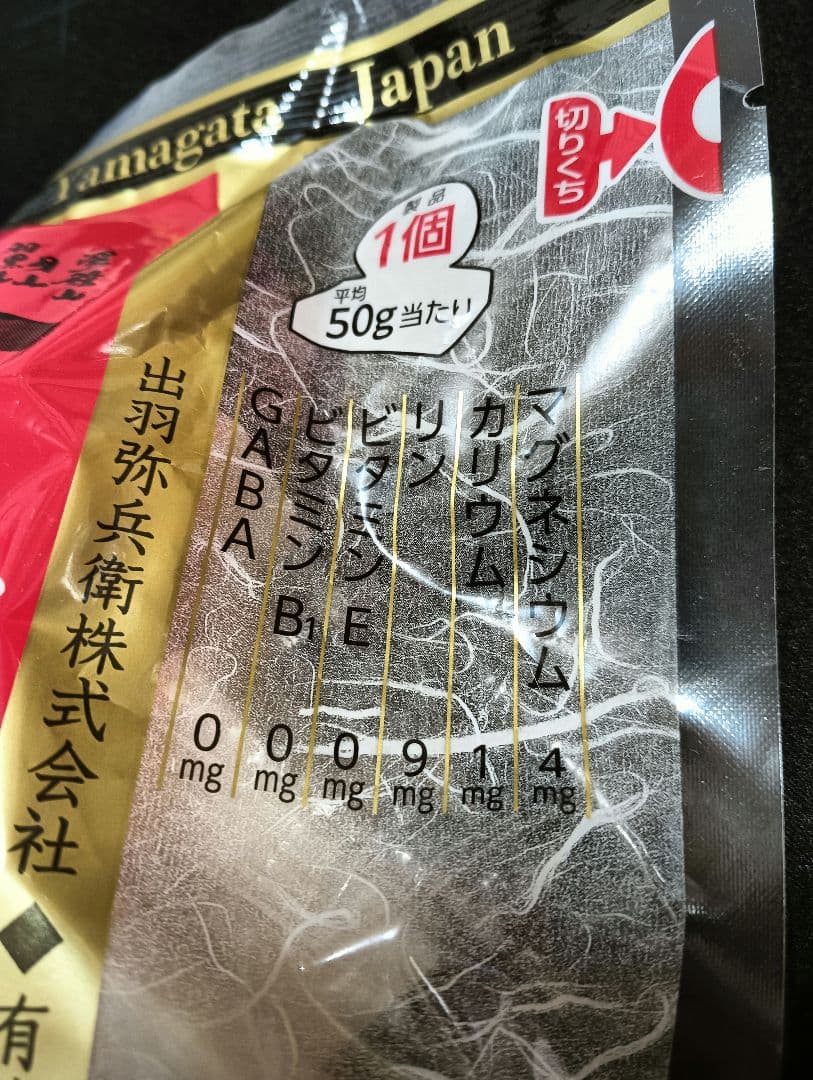 Yamagata Japan
切りくち
製品
1個
平均
50g当たり
マグネシウム 4mg
カリウム 1mg
リン 9mg
ビタミンE 0mg
ビタミンB1 0mg
GABA 0mg
出羽弥兵衛株式会社
◆
有